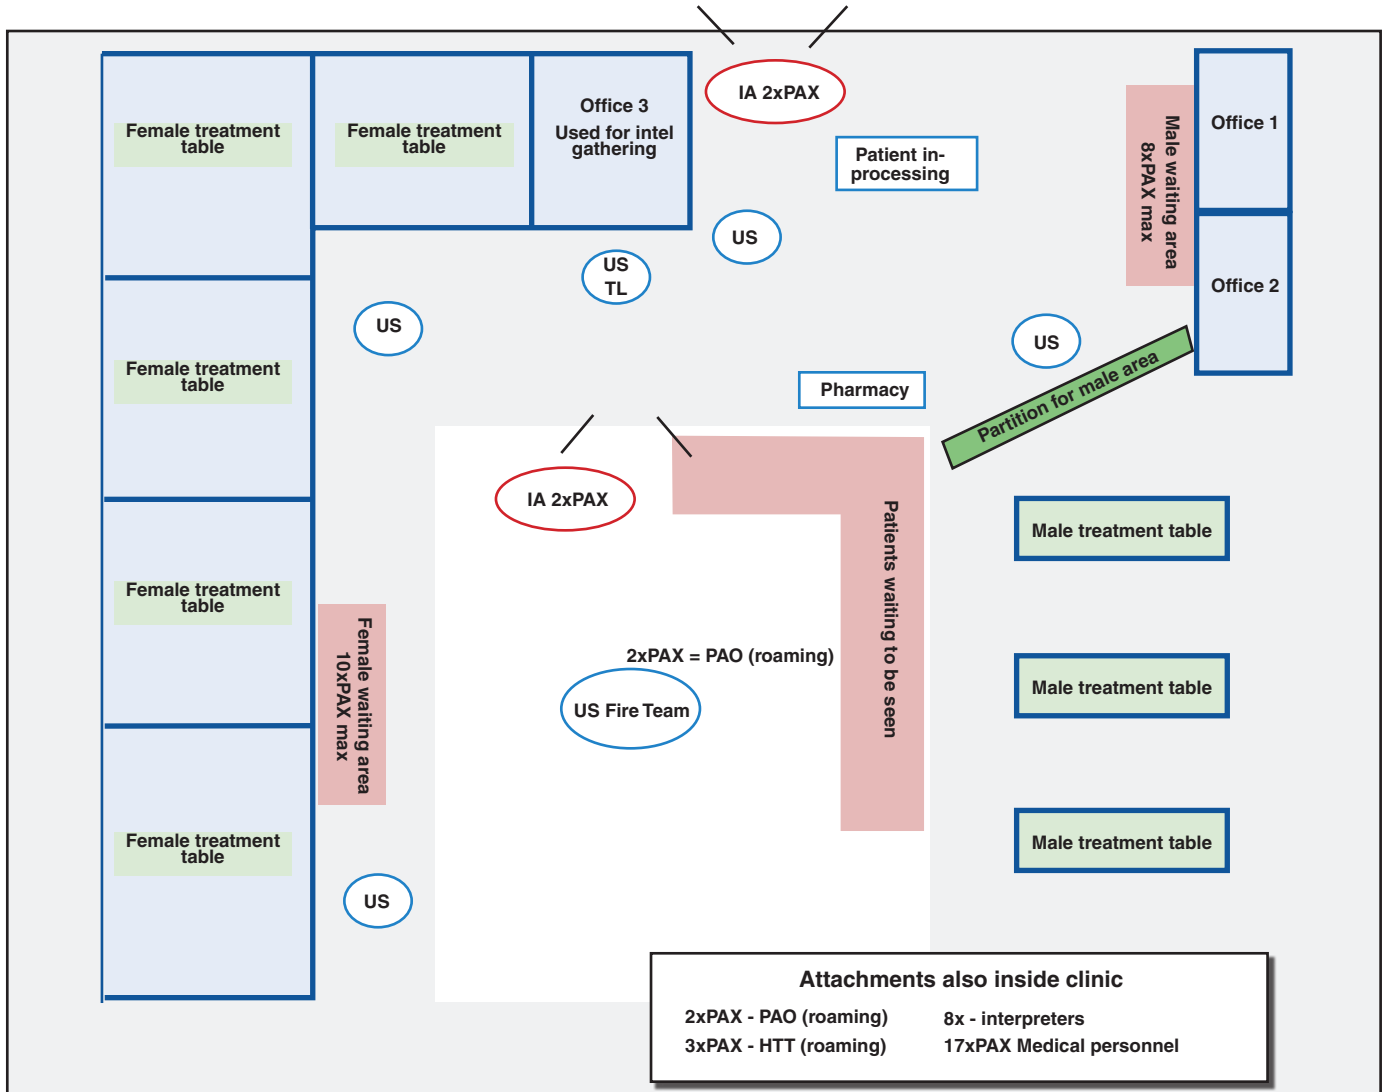 IA 2xPAX
Female treatment
table
Female treatment
table
Office 3
Used for intel
gathering
Patient in-
processing
Male waiting area
8xPAX max
Office 1
Office 2
US
US
TL
US
US
Partition for male area
Female treatment
table
Pharmacy
IA 2xPAX
Patients waiting to be seen
Male treatment table
Female treatment
table
Female waiting area
10xPAX max
2xPAX = PAO (roaming)
US Fire Team
Male treatment table
Female treatment
table
Male treatment table
US
Attachments also inside clinic
2xPAX - PAO (roaming)
3xPAX - HTT (roaming)
8x - interpreters
17xPAX Medical personnel